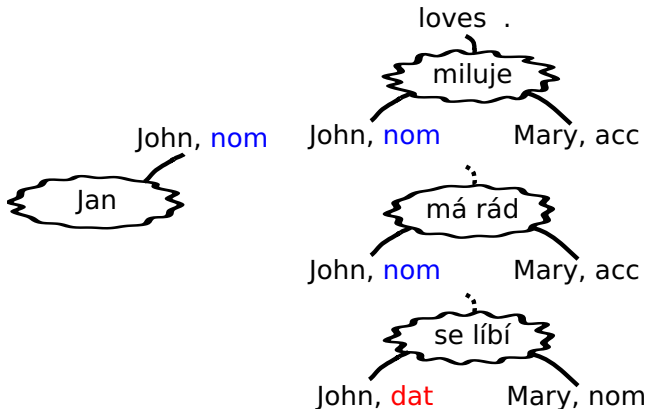 loves .
miluje
John, nom
John, nom Mary, acc
Jan
má rád
John, nom Mary, acc
se líbí
John, dat Mary, nom